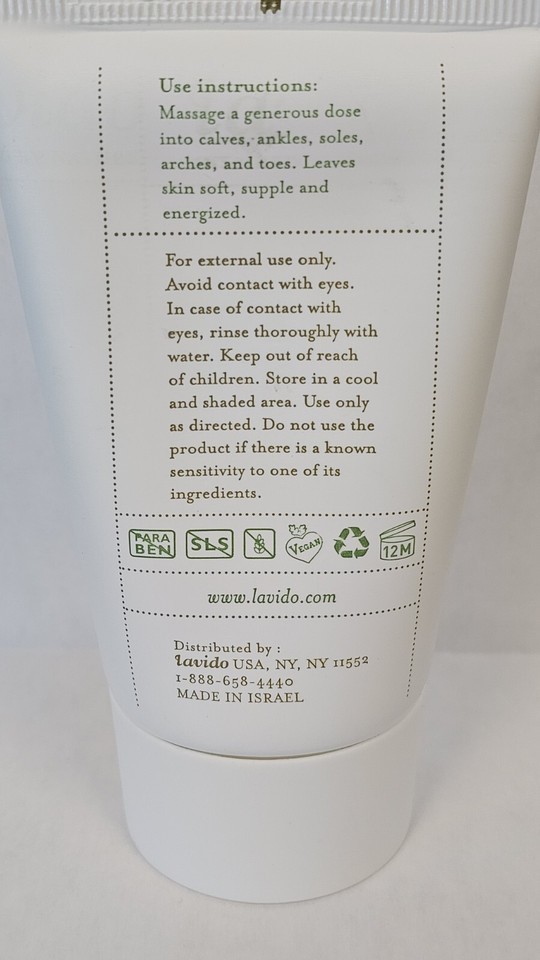 Use instructions:
Massage a generous dose
into calves, ankles, soles,
arches, and toes. Leaves
skin soft, supple and
energized.
For external use only.
Avoid contact with eyes.
In case of contact with
eyes, rinse thoroughly with
water. Keep out of reach
of children. Store in a cool
and shaded area. Use only
as directed. Do not use the
product if there is a known
sensitivity to one of its
ingredients.
PARA
BEN
SLS
VEGAN
12M
www.lavido.com
Distributed by :
lavido USA, NY, NY 11552
1-888-658-4440
MADE IN ISRAEL